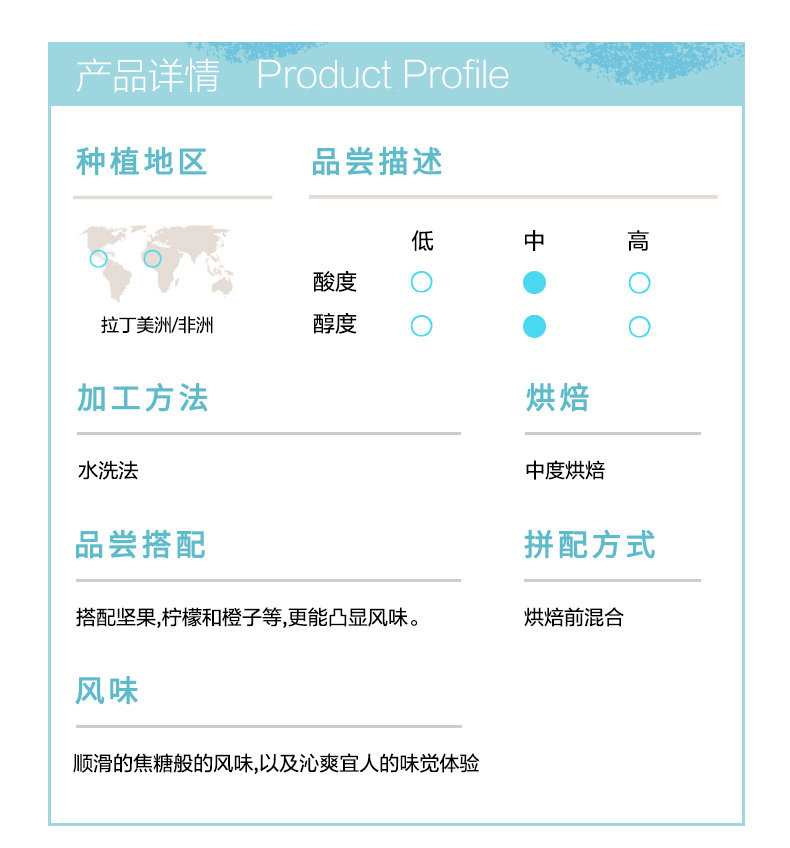 产品详情 Product Profile
种植地区
品尝描述
低 中 高
酸度
醇度
拉丁美洲/非洲
加工方法
烘焙
水洗法
中度烘焙
品尝搭配
拼配方式
搭配坚果,柠檬和橙子等,更能凸显风味。
烘焙前混合
风味
顺滑的焦糖般的风味,以及沁爽宜人的味觉体验